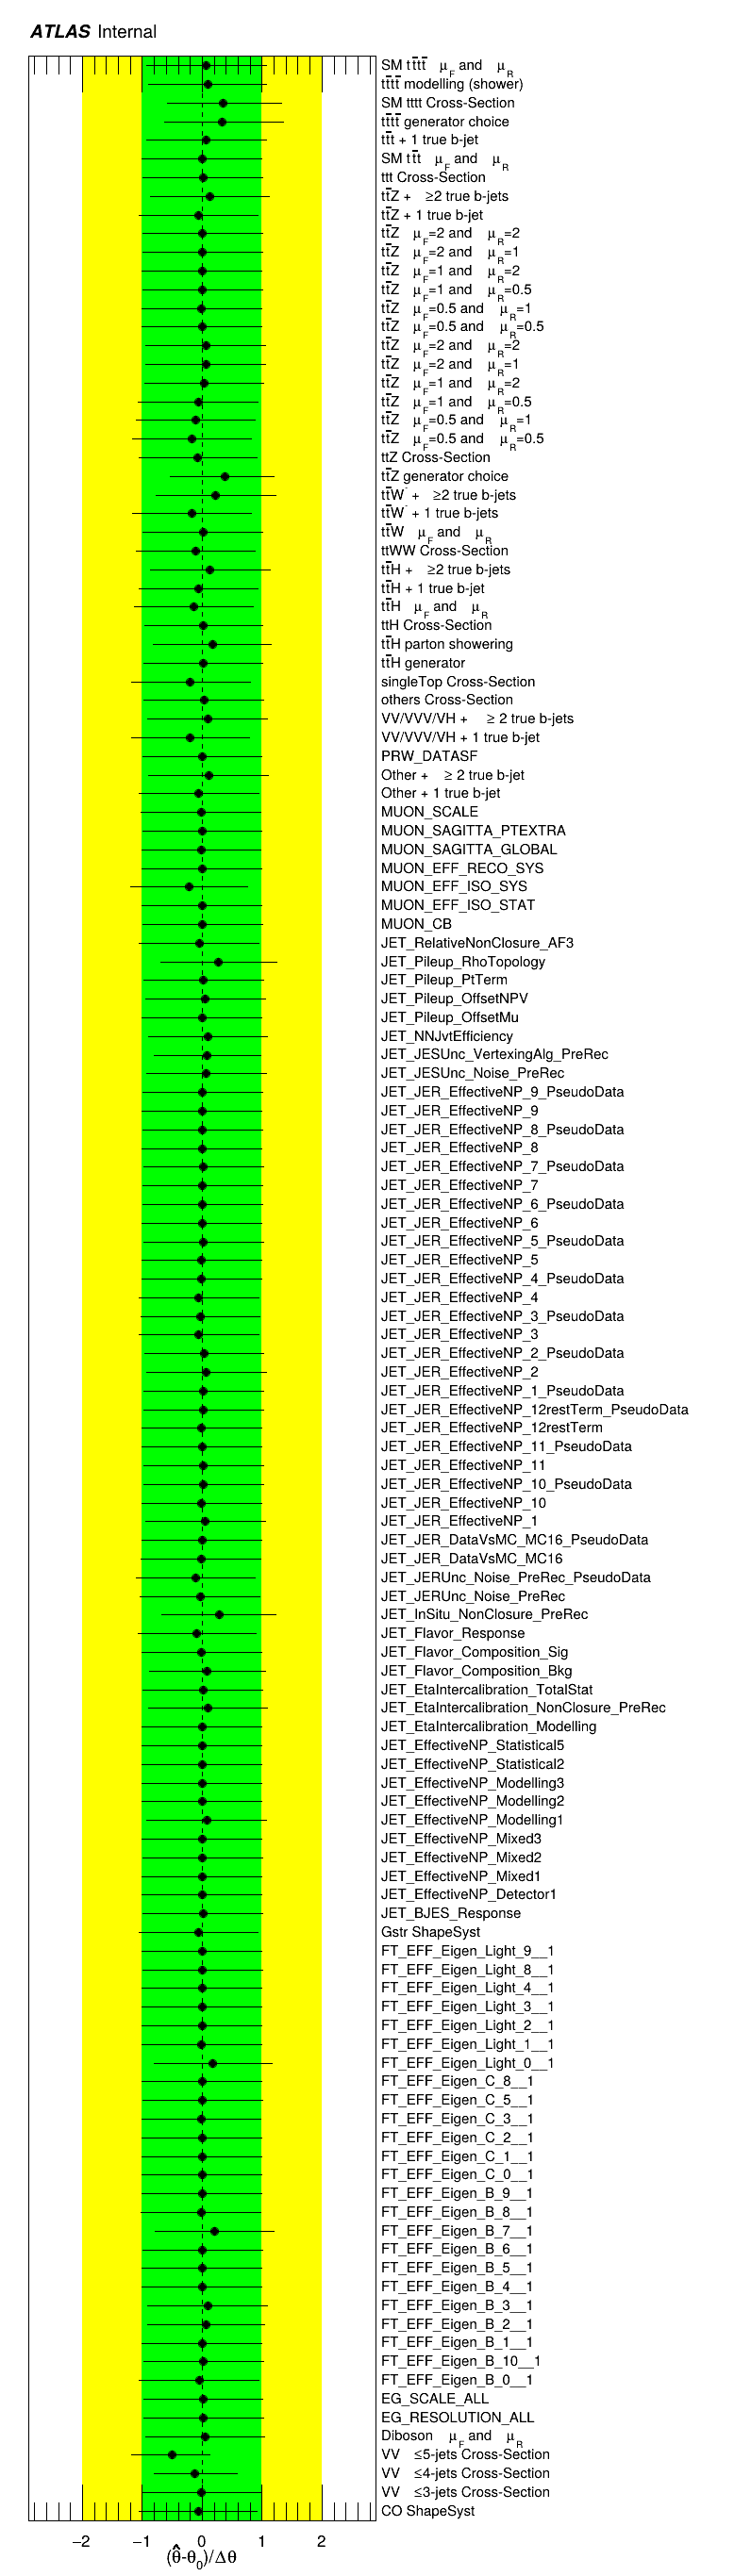 ATLAS Internal
SM tt̄tt̄ μF and μR
tt̄tt̄ modelling (shower)
SM tttt Cross-Section
tt̄tt̄ generator choice
tt̄t + 1 true b-jet
SM tt̄t μF and μR
ttt Cross-Section
tt̄Z + ≥2 true b-jets
tt̄Z + 1 true b-jet
tt̄Z μF=2 and μR=2
tt̄Z μF=2 and μR=1
tt̄Z μF=1 and μR=2
tt̄Z μF=1 and μR=0.5
tt̄Z μF=0.5 and μR=1
tt̄Z μF=0.5 and μR=0.5
tt̄Z μF=2 and μR=2
tt̄Z μF=2 and μR=1
tt̄Z μF=1 and μR=2
tt̄Z μF=1 and μR=0.5
tt̄Z μF=0.5 and μR=1
tt̄Z μF=0.5 and μR=0.5
ttZ Cross-Section
tt̄Z generator choice
tt̄W + ≥2 true b-jets
tt̄W + 1 true b-jets
tt̄W μF and μR
ttWW Cross-Section
tt̄H + ≥2 true b-jets
tt̄H + 1 true b-jet
tt̄H μF and μR
ttH Cross-Section
tt̄H parton showering
tt̄H generator
singleTop Cross-Section
others Cross-Section
VV/VVV/VH + ≥ 2 true b-jets
VV/VVV/VH + 1 true b-jet
PRW_DATASF
Other + ≥ 2 true b-jet
Other + 1 true b-jet
MUON_SCALE
MUON_SAGITTA_PTEXTRA
MUON_SAGITTA_GLOBAL
MUON_EFF_RECO_SYS
MUON_EFF_ISO_SYS
MUON_EFF_ISO_STAT
MUON_CB
JET_RelativeNonClosure_AF3
JET_Pileup_RhoTopology
JET_Pileup_PtTerm
JET_Pileup_OffsetNPV
JET_Pileup_OffsetMu
JET_NNJvtEfficiency
JET_JESUnc_VertexingAlg_PreRec
JET_JESUnc_Noise_PreRec
JET_JER_EffectiveNP_9_PseudoData
JET_JER_EffectiveNP_9
JET_JER_EffectiveNP_8_PseudoData
JET_JER_EffectiveNP_8
JET_JER_EffectiveNP_7_PseudoData
JET_JER_EffectiveNP_7
JET_JER_EffectiveNP_6_PseudoData
JET_JER_EffectiveNP_6
JET_JER_EffectiveNP_5_PseudoData
JET_JER_EffectiveNP_5
JET_JER_EffectiveNP_4_PseudoData
JET_JER_EffectiveNP_4
JET_JER_EffectiveNP_3_PseudoData
JET_JER_EffectiveNP_3
JET_JER_EffectiveNP_2_PseudoData
JET_JER_EffectiveNP_2
JET_JER_EffectiveNP_1_PseudoData
JET_JER_EffectiveNP_12restTerm_PseudoData
JET_JER_EffectiveNP_12restTerm
JET_JER_EffectiveNP_11_PseudoData
JET_JER_EffectiveNP_11
JET_JER_EffectiveNP_10_PseudoData
JET_JER_EffectiveNP_10
JET_JER_EffectiveNP_1
JET_JER_DataVsMC_MC16_PseudoData
JET_JER_DataVsMC_MC16
JET_JERUnc_Noise_PreRec_PseudoData
JET_JERUnc_Noise_PreRec
JET_InSitu_NonClosure_PreRec
JET_Flavor_Response
JET_Flavor_Composition_Sig
JET_Flavor_Composition_Bkg
JET_EtaIntercalibration_TotalStat
JET_EtaIntercalibration_NonClosure_PreRec
JET_EtaIntercalibration_Modelling
JET_EffectiveNP_Statistical5
JET_EffectiveNP_Statistical2
JET_EffectiveNP_Modelling3
JET_EffectiveNP_Modelling2
JET_EffectiveNP_Modelling1
JET_EffectiveNP_Mixed3
JET_EffectiveNP_Mixed2
JET_EffectiveNP_Mixed1
JET_EffectiveNP_Detector1
JET_BJES_Response
Gstr ShapeSyst
FT_EFF_Eigen_Light_9__1
FT_EFF_Eigen_Light_8__1
FT_EFF_Eigen_Light_4__1
FT_EFF_Eigen_Light_3__1
FT_EFF_Eigen_Light_2__1
FT_EFF_Eigen_Light_1__1
FT_EFF_Eigen_Light_0__1
FT_EFF_Eigen_C_8__1
FT_EFF_Eigen_C_5__1
FT_EFF_Eigen_C_3__1
FT_EFF_Eigen_C_2__1
FT_EFF_Eigen_C_1__1
FT_EFF_Eigen_C_0__1
FT_EFF_Eigen_B_9__1
FT_EFF_Eigen_B_8__1
FT_EFF_Eigen_B_7__1
FT_EFF_Eigen_B_6__1
FT_EFF_Eigen_B_5__1
FT_EFF_Eigen_B_4__1
FT_EFF_Eigen_B_3__1
FT_EFF_Eigen_B_2__1
FT_EFF_Eigen_B_1__1
FT_EFF_Eigen_B_10__1
FT_EFF_Eigen_B_0__1
EG_SCALE_ALL
EG_RESOLUTION_ALL
Diboson μF and μR
VV ≤5-jets Cross-Section
VV ≤4-jets Cross-Section
VV ≤3-jets Cross-Section
CO ShapeSyst
−2 −1 0 1 2
(θ̂-θ0)/Δθ